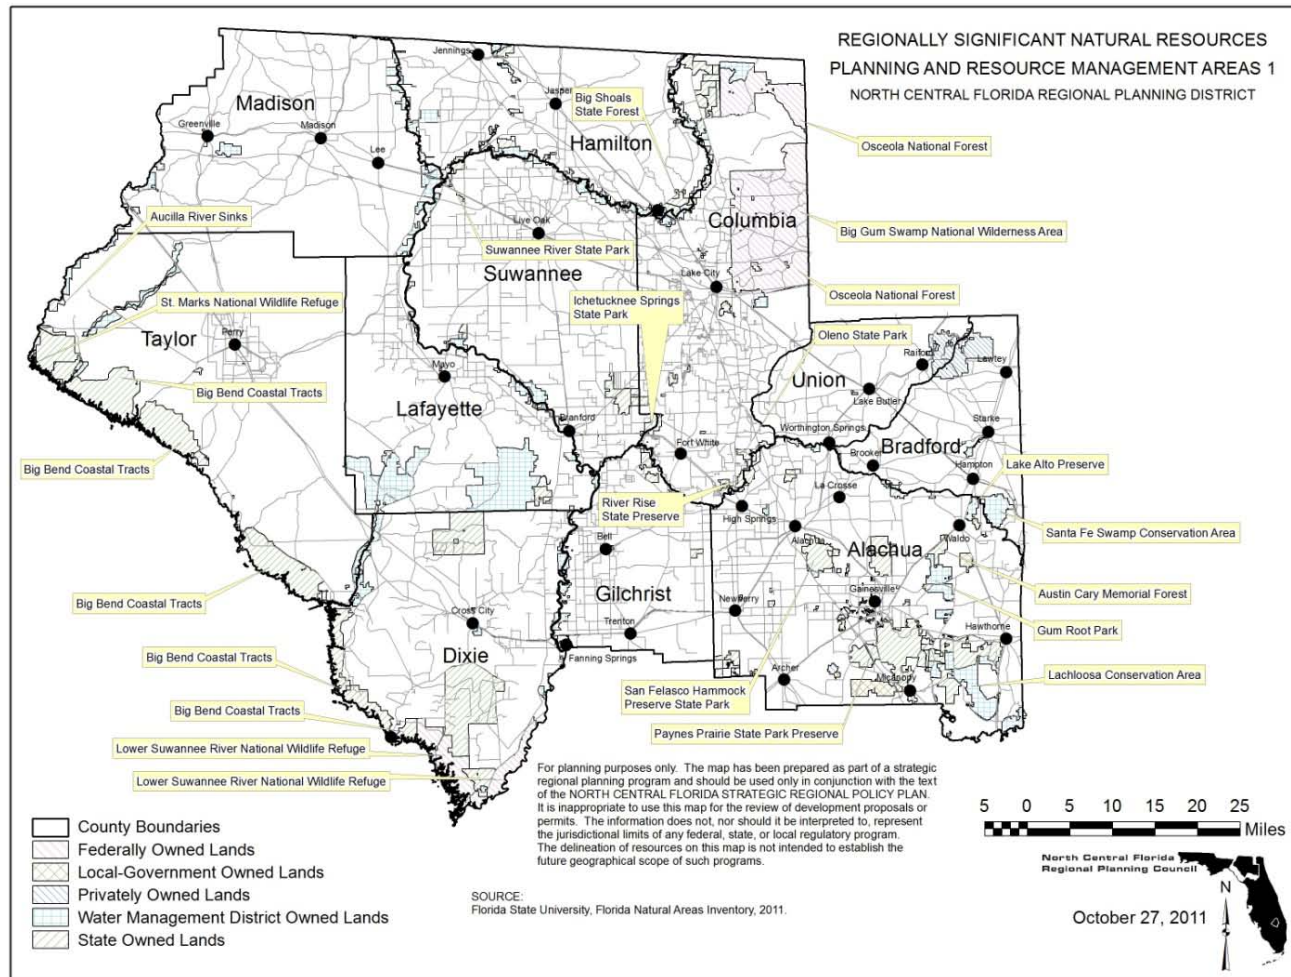 REGIONALLY SIGNIFICANT NATURAL RESOURCES
PLANNING AND RESOURCE MANAGEMENT AREAS 1
NORTH CENTRAL FLORIDA REGIONAL PLANNING DISTRICT
Jennings
Madison
Jasper
Big Shoals
State Forest
Greenville
Madison
Hamilton
Osceola National Forest
Lee
Aucilla River Sinks
Live Oak
Columbia
Big Gum Swamp National Wilderness Area
Suwannee River State Park
Suwannee
Lake City
St. Marks National Wildlife Refuge
Ichetucknee Springs
State Park
Osceola National Forest
Taylor
Perry
Oleno State Park
Raiford
Lawtey
Mayo
Union
Big Bend Coastal Tracts
Lake Butler
Lafayette
Branford
Worthington Springs
Starke
Fort White
Brooker
Bradford
Big Bend Coastal Tracts
Hampton
Lake Alto Preserve
La Crosse
River Rise
State Preserve
High Springs
Santa Fe Swamp Conservation Area
Bell
Alachua
Alachua
Waldo
Gilchrist
Gainesville
Austin Cary Memorial Forest
Big Bend Coastal Tracts
Cross City
Newberry
Trenton
Hawthorne
Gum Root Park
Dixie
Fanning Springs
Big Bend Coastal Tracts
Archer
Micanopy
Lachloosa Conservation Area
San Felasco Hammock
Preserve State Park
Big Bend Coastal Tracts
Paynes Prairie State Park Preserve
Lower Suwannee River National Wildlife Refuge
Lower Suwannee River National Wildlife Refuge
For planning purposes only. The map has been prepared as part of a strategic
regional planning program and should be used only in conjunction with the text
of the NORTH CENTRAL FLORIDA STRATEGIC REGIONAL POLICY PLAN.
It is inappropriate to use this map for the review of development proposals or
permits. The information does not, nor should it be interpreted to, represent
the jurisdictional limits of any federal, state, or local regulatory program.
The delineation of resources on this map is not intended to establish the
future geographical scope of such programs.
5 0 5 10 15 20 25
Miles
County Boundaries
Federally Owned Lands
Local-Government Owned Lands
Privately Owned Lands
Water Management District Owned Lands
State Owned Lands
SOURCE:
Florida State University, Florida Natural Areas Inventory, 2011.
North Central Florida
Regional Planning Council
N
October 27, 2011